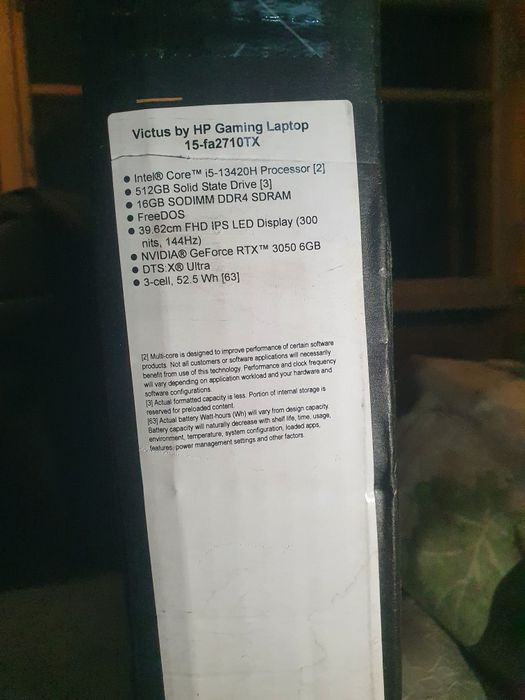 Victus by HP Gaming Laptop
15-fa2710TX
• Intel® Core™ i5-13420H Processor [2]
• 512GB Solid State Drive [3]
• 16GB SODIMM DDR4 SDRAM
• FreeDOS
• 39.62cm FHD IPS LED Display (300
nits, 144Hz)
• NVIDIA® GeForce RTX™ 3050 6GB
• DTS:X® Ultra
• 3-cell, 52.5 Wh [63]
[2] Multi-core is designed to improve performance of certain software
products. Not all customers or software applications will necessarily
benefit from use of this technology. Performance and clock frequency
will vary depending on application workload and your hardware and
software configurations.
[3] Actual formatted capacity is less. Portion of internal storage is
reserved for preloaded content.
[63] Actual battery Watt-hours (Wh) will vary from design capacity.
Battery capacity will naturally decrease with shelf life, time, usage,
environment, temperature, system configuration, loaded apps,
features, power management settings and other factors.